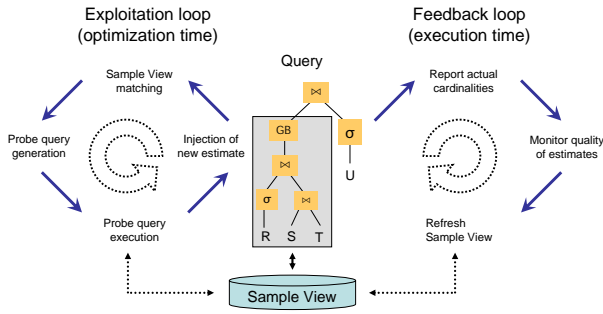 Exploitation loop
(optimization time)
Sample View
matching
Probe query
generation
Injection of
new estimate
Probe query
execution
Query
⋈
GB
σ
⋈
U
σ
⋈
R S T
Sample View
Feedback loop
(execution time)
Report actual
cardinalities
Monitor quality
of estimates
Refresh
Sample View